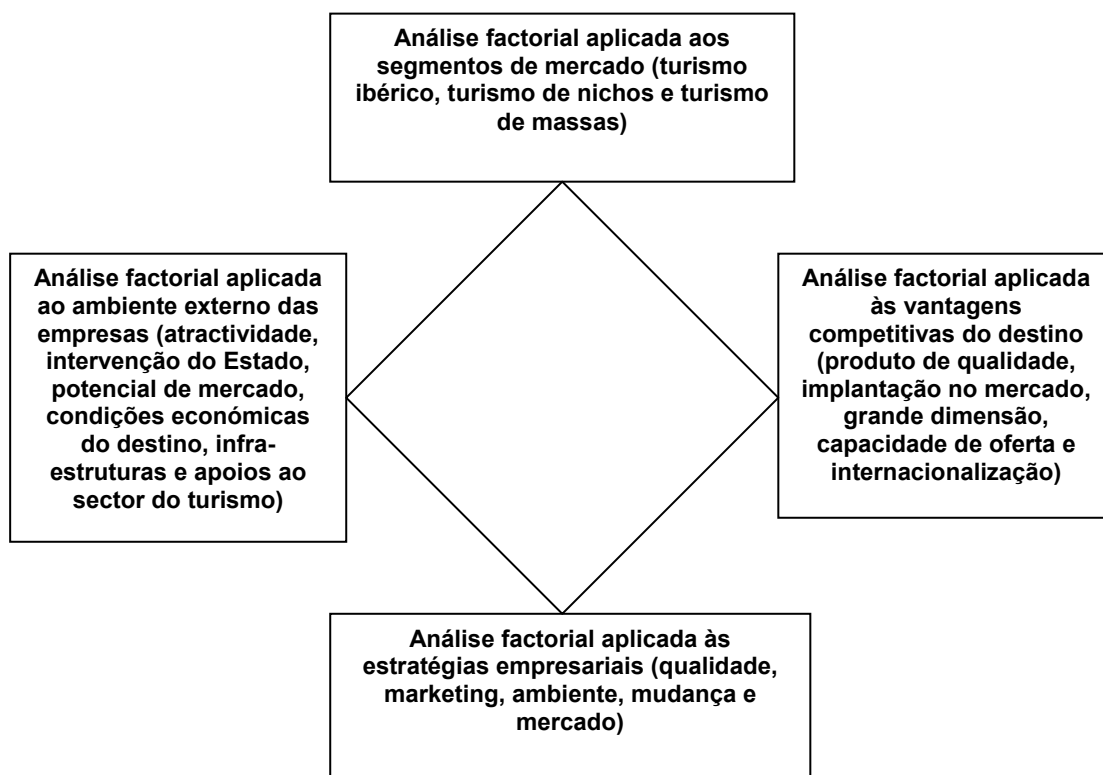 Análise factorial aplicada aos
segmentos de mercado (turismo
ibérico, turismo de nichos e turismo
de massas)
Análise factorial aplicada
ao ambiente externo das
empresas (atractividade,
intervenção do Estado,
potencial de mercado,
condições económicas
do destino, infra-
estruturas e apoios ao
sector do turismo)
Análise factorial aplicada
às vantagens
competitivas do destino
(produto de qualidade,
implantação no mercado,
grande dimensão,
capacidade de oferta e
internacionalização)
Análise factorial aplicada às
estratégias empresariais (qualidade,
marketing, ambiente, mudança e
mercado)